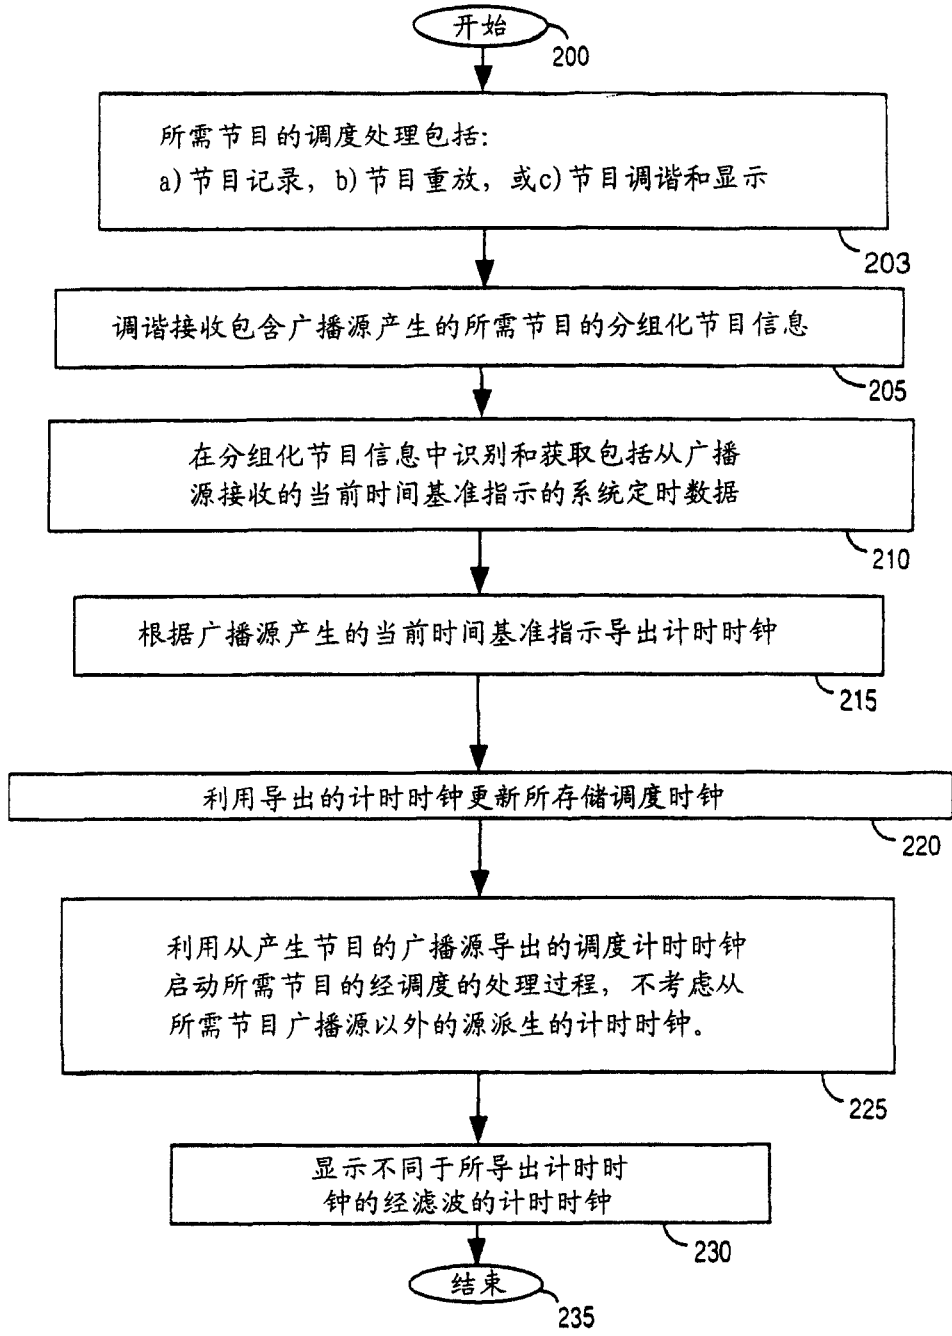 开始
200
所需节目的调度处理包括:
a)节目记录, b)节目重放, 或c)节目调谐和显示
203
调谐接收包含广播源产生的所需节目的分组化节目信息
205
在分组化节目信息中识别和获取包括从广播
源接收的当前时间基准指示的系统定时数据
210
根据广播源产生的当前时间基准指示导出计时时钟
215
利用导出的计时时钟更新所存储调度时钟
220
利用从产生节目的广播源导出的调度计时时钟
启动所需节目的经调度的处理过程, 不考虑从
所需节目广播源以外的源派生的计时时钟。
225
显示不同于所导出计时时
钟的经滤波的计时时钟
230
结束
235